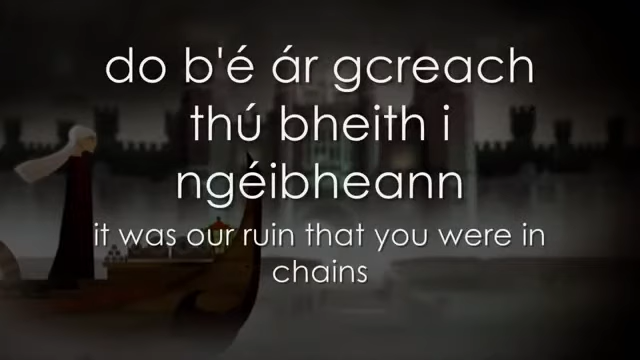 do b'é ár gcreach
thú bheith i
ngéibheann
it was our ruin that you were in
chains